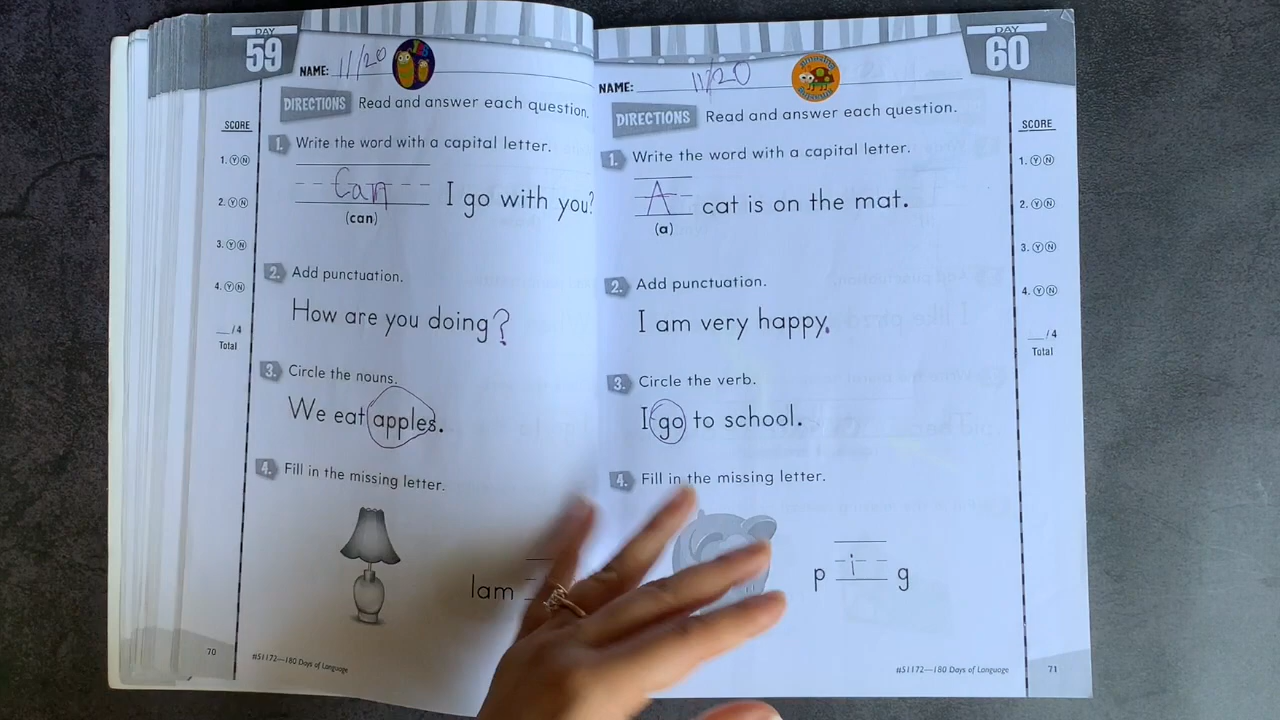 DAY
59
NAME: 11/20
DIRECTIONS Read and answer each question.
SCORE
1. Y N
2. Y N
3. Y N
4. Y N
__/4
Total
1. Write the word with a capital letter.
Can I go with you?
(can)
2. Add punctuation.
How are you doing?
3. Circle the nouns.
We eat apples.
4. Fill in the missing letter.
lam
70
#51172—180 Days of Language
DAY
60
NAME: 11/20
DIRECTIONS Read and answer each question.
SCORE
1. Y N
2. Y N
3. Y N
4. Y N
__/4
Total
1. Write the word with a capital letter.
A cat is on the mat.
(a)
2. Add punctuation.
I am very happy.
3. Circle the verb.
I go to school.
4. Fill in the missing letter.
p i g
#51172—180 Days of Language
71